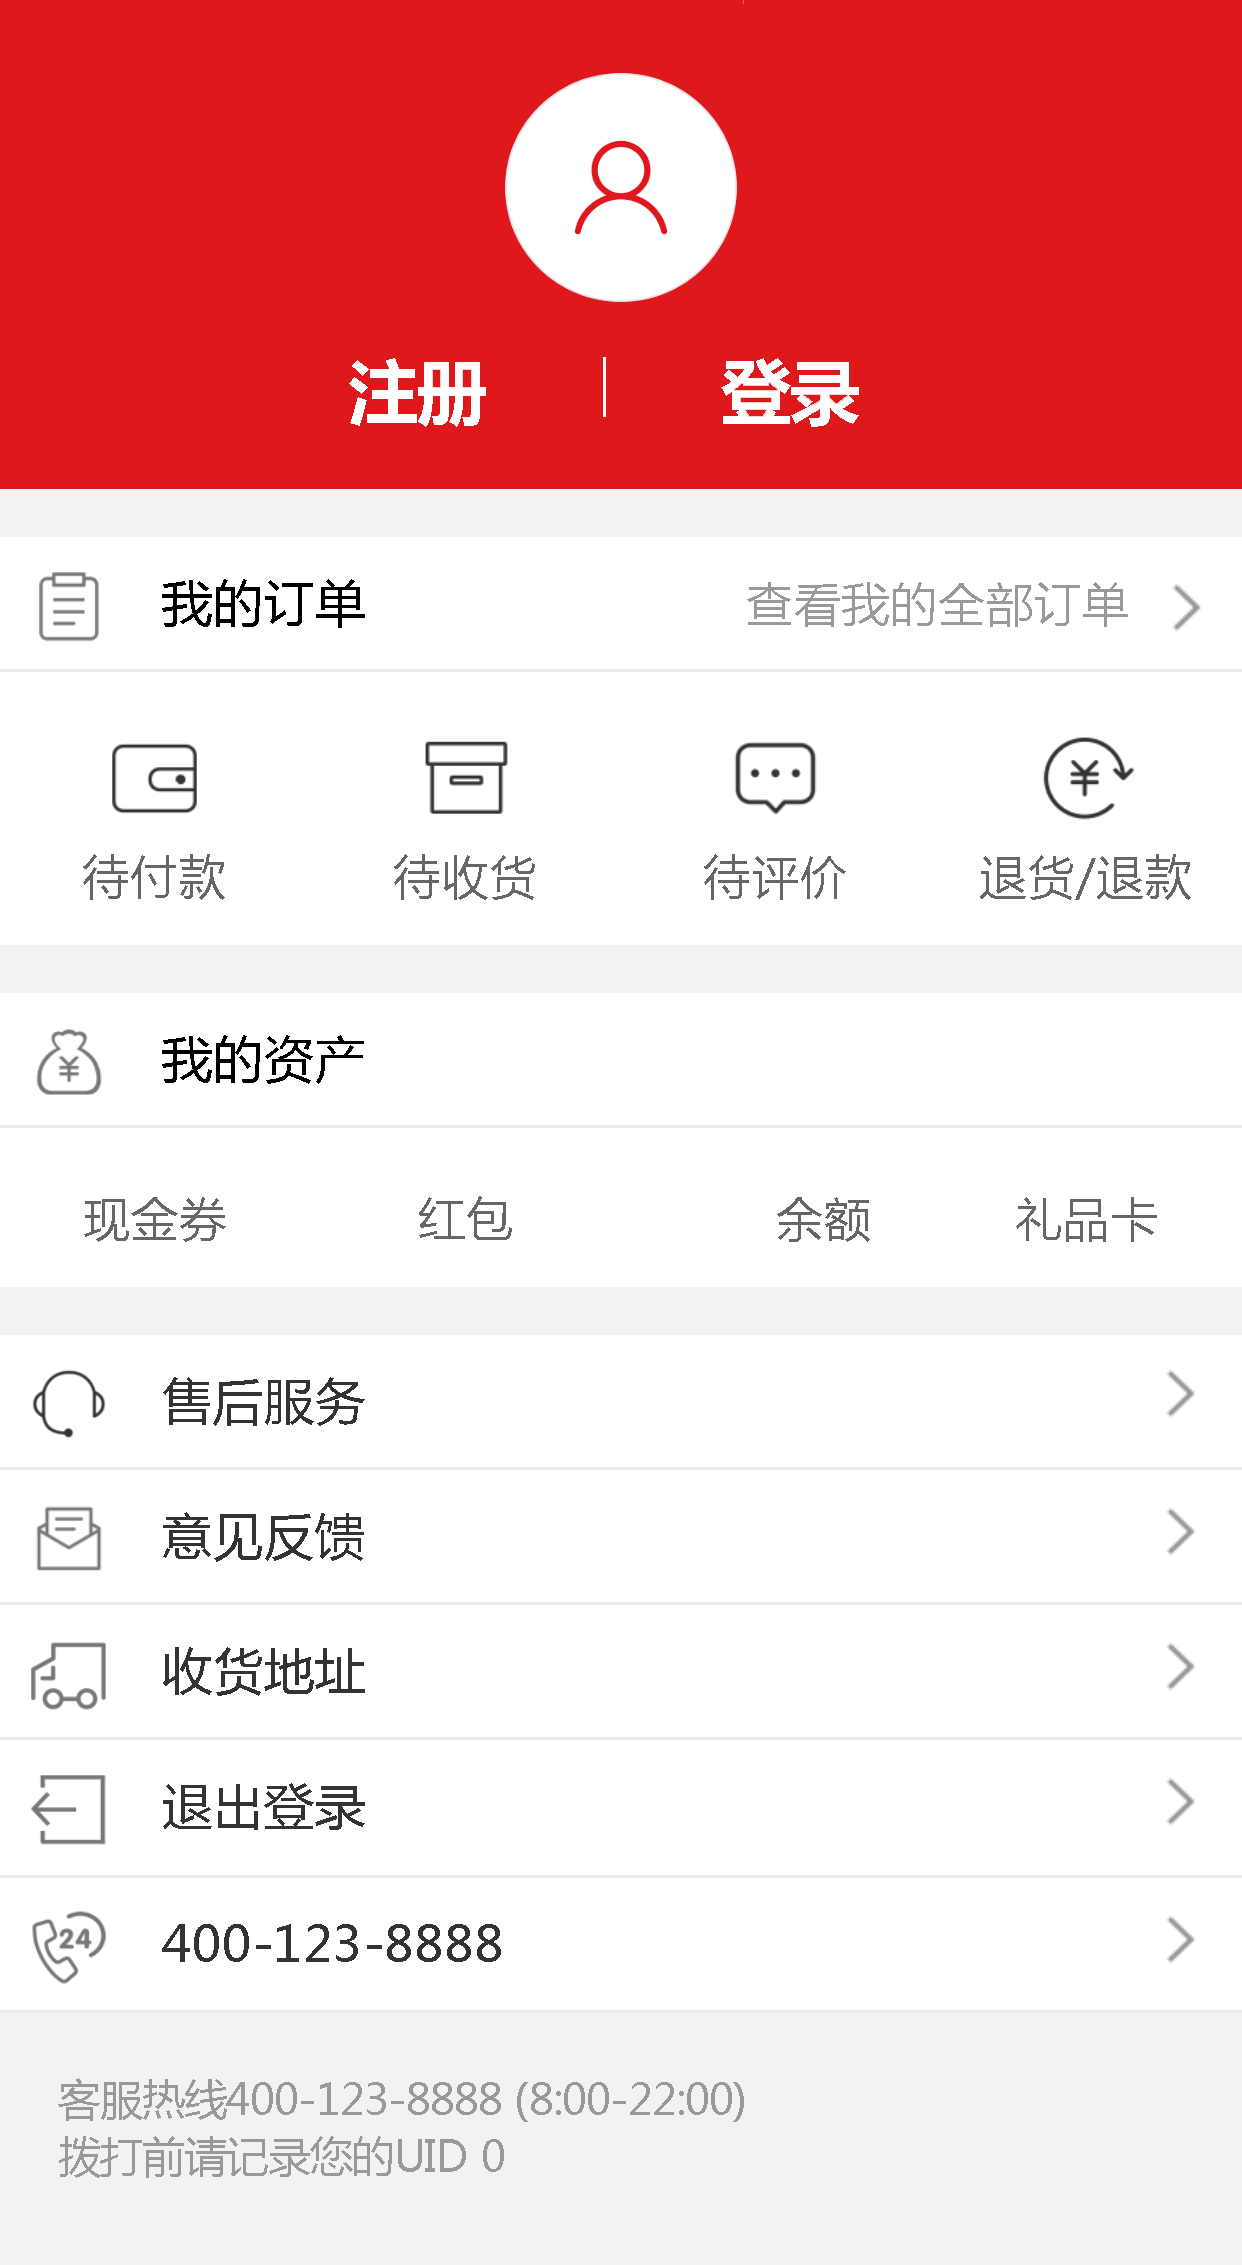 注册 登录
我的订单 查看我的全部订单
¥
待付款 待收货 待评价 退货/退款
¥ 我的资产
现金券 红包 余额 礼品卡
售后服务
意见反馈
收货地址
退出登录
24 400-123-8888
客服热线400-123-8888 (8:00-22:00)
拨打前请记录您的UID 0